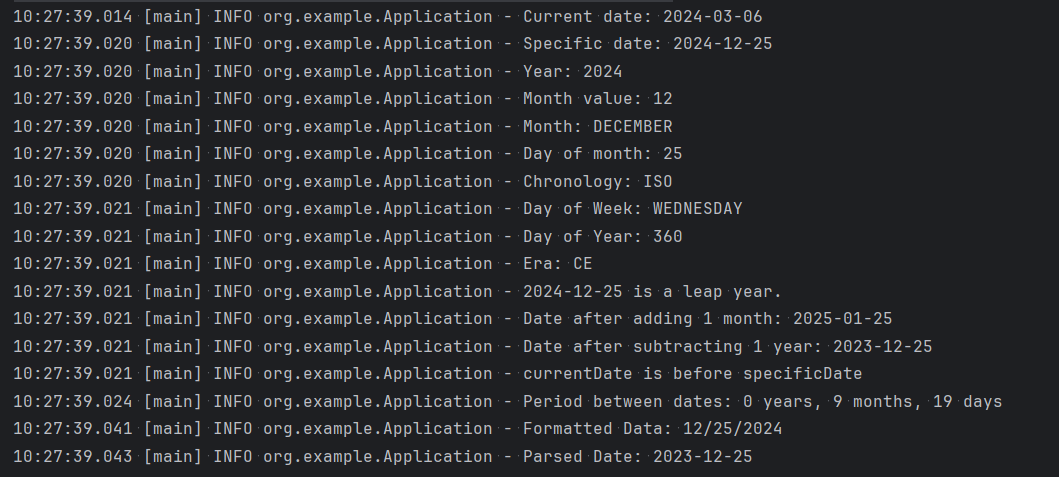 10:27:39.014 [main] INFO org.example.Application - Current date: 2024-03-06
10:27:39.020 [main] INFO org.example.Application - Specific date: 2024-12-25
10:27:39.020 [main] INFO org.example.Application - Year: 2024
10:27:39.020 [main] INFO org.example.Application - Month value: 12
10:27:39.020 [main] INFO org.example.Application - Month: DECEMBER
10:27:39.020 [main] INFO org.example.Application - Day of month: 25
10:27:39.020 [main] INFO org.example.Application - Chronology: ISO
10:27:39.021 [main] INFO org.example.Application - Day of Week: WEDNESDAY
10:27:39.021 [main] INFO org.example.Application - Day of Year: 360
10:27:39.021 [main] INFO org.example.Application - Era: CE
10:27:39.021 [main] INFO org.example.Application - 2024-12-25 is a leap year.
10:27:39.021 [main] INFO org.example.Application - Date after adding 1 month: 2025-01-25
10:27:39.021 [main] INFO org.example.Application - Date after subtracting 1 year: 2023-12-25
10:27:39.021 [main] INFO org.example.Application - currentDate is before specificDate
10:27:39.024 [main] INFO org.example.Application - Period between dates: 0 years, 9 months, 19 days
10:27:39.041 [main] INFO org.example.Application - Formatted Data: 12/25/2024
10:27:39.043 [main] INFO org.example.Application - Parsed Date: 2023-12-25